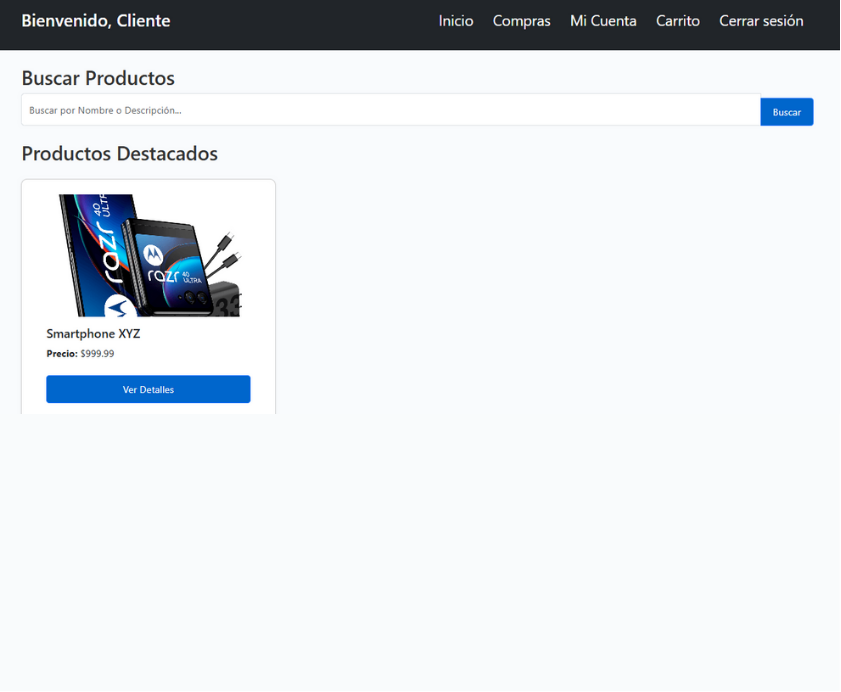 Bienvenido, Cliente
Inicio Compras Mi Cuenta Carrito Cerrar sesión
Buscar Productos
Buscar por Nombre o Descripción...
Buscar
Productos Destacados
razr
40 ULTRA
razr 40 ULTRA
33
Smartphone XYZ
Precio: $999.99
Ver Detalles